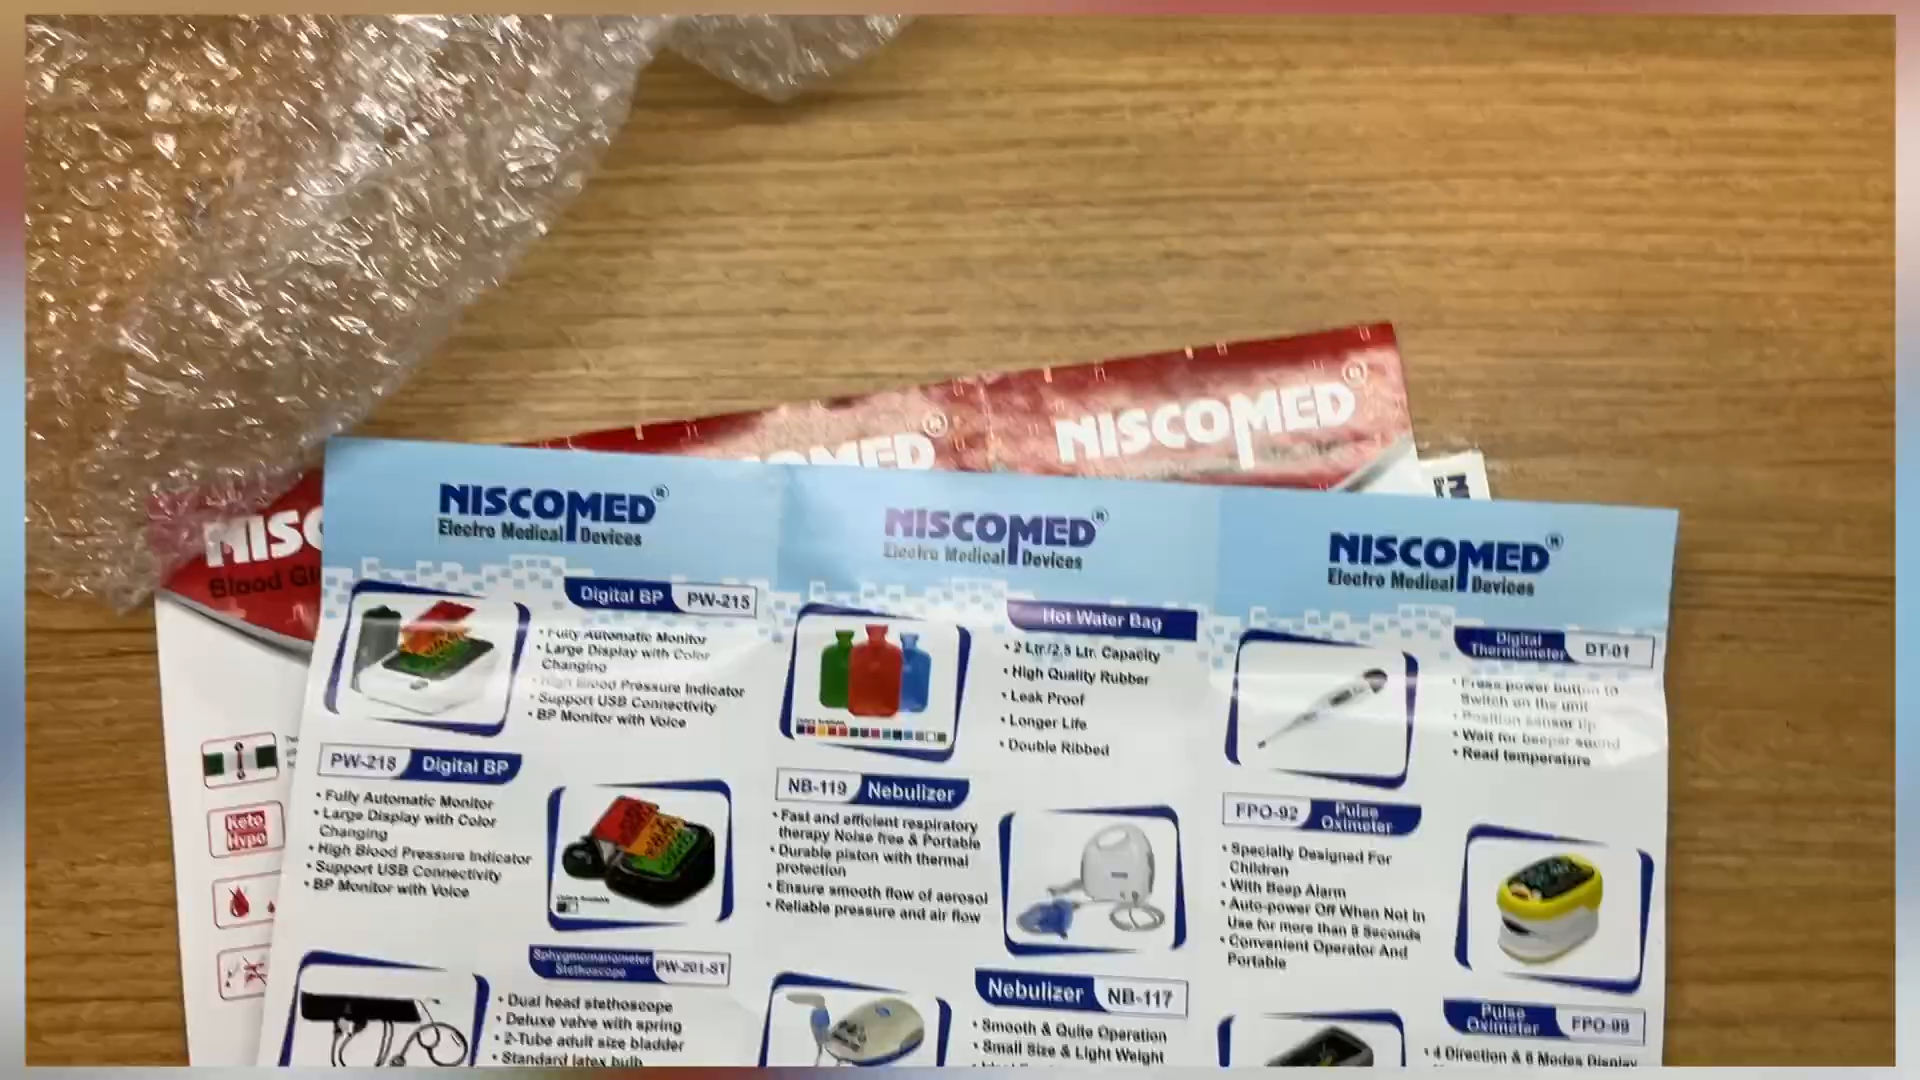 NISCOMED®
OMED®
NISC
Blood Gl
NISCOMED®
Electro Medical Devices
Digital BP PW-215
• Fully Automatic Monitor
• Large Display with Color
Changing
• High Blood Pressure Indicator
• Support USB Connectivity
• BP Monitor with Voice
PW-218 Digital BP
• Fully Automatic Monitor
• Large Display with Color
Changing
• High Blood Pressure Indicator
• Support USB Connectivity
• BP Monitor with Voice
Sphygmomanometer
Stethoscope PW-201-ST
• Dual head stethoscope
• Deluxe valve with spring
• 2-Tube adult size bladder
• Standard latex bulb
NISCOMED®
Electro Medical Devices
Hot Water Bag
• 2 Ltr./2.5 Ltr. Capacity
• High Quality Rubber
• Leak Proof
• Longer Life
• Double Ribbed
NB-119 Nebulizer
• Fast and efficient respiratory
therapy Noise free & Portable
• Durable piston with thermal
protection
• Ensure smooth flow of aerosol
• Reliable pressure and air flow
Nebulizer NB-117
• Smooth & Quite Operation
• Small Size & Light Weight
NISCOMED®
Electro Medical Devices
Digital
Thermometer DT-01
• Press power button to
Switch on the unit
• Position sensor tip
• Wait for beeper sound
• Read temperature
FPO-92 Pulse
Oximeter
• Specially Designed For
Children
• With Beep Alarm
• Auto-power Off When Not In
Use for more than 8 Seconds
• Convenient Operator And
Portable
Pulse
Oximeter FPO-99
• 4 Direction & 6 Modes Display
Keto
Hypo